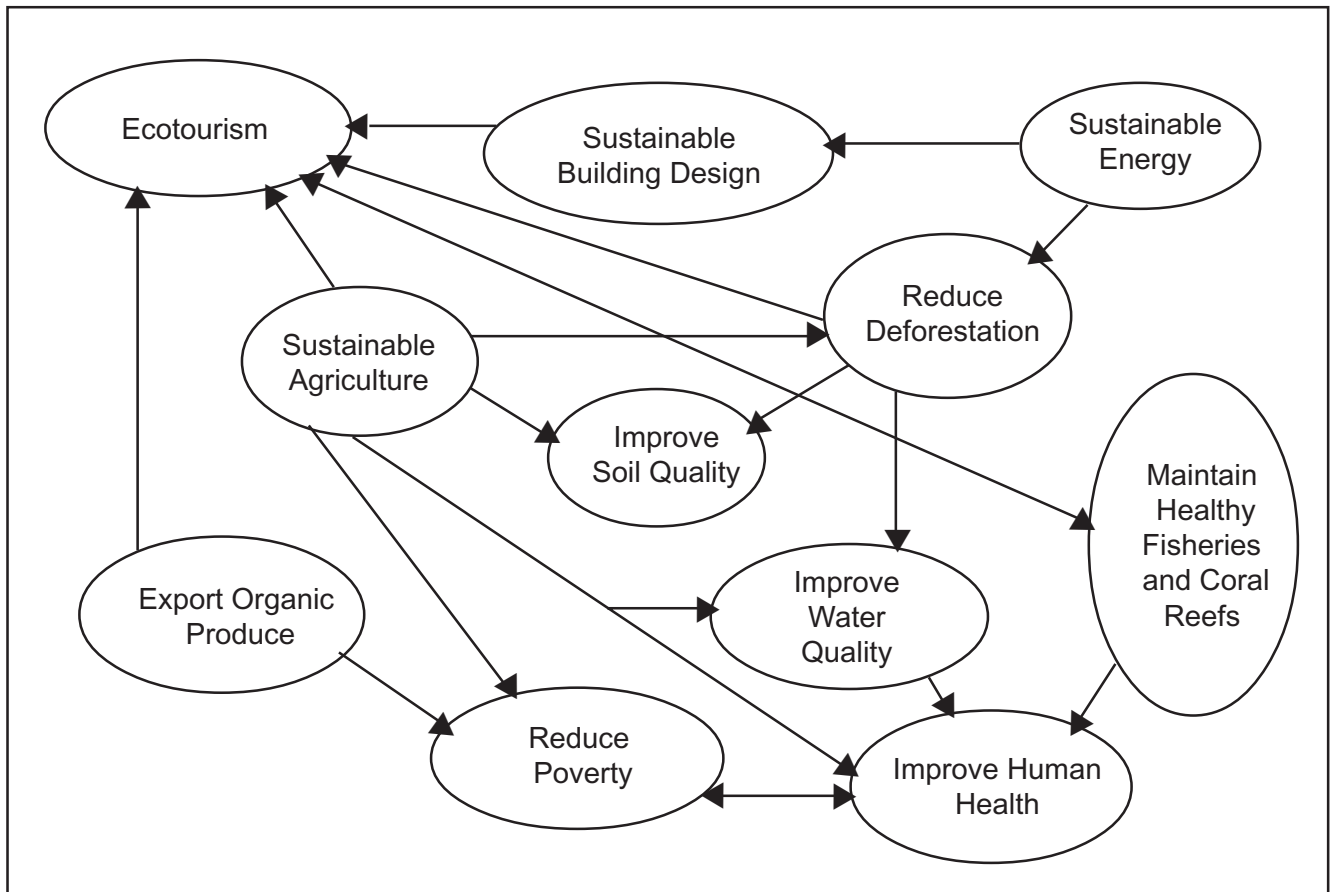 Ecotourism
Sustainable
Building Design
Sustainable
Energy
Reduce
Deforestation
Sustainable
Agriculture
Improve
Soil Quality
Maintain
Healthy
Fisheries
and Coral
Reefs
Export Organic
Produce
Improve
Water
Quality
Reduce
Poverty
Improve Human
Health